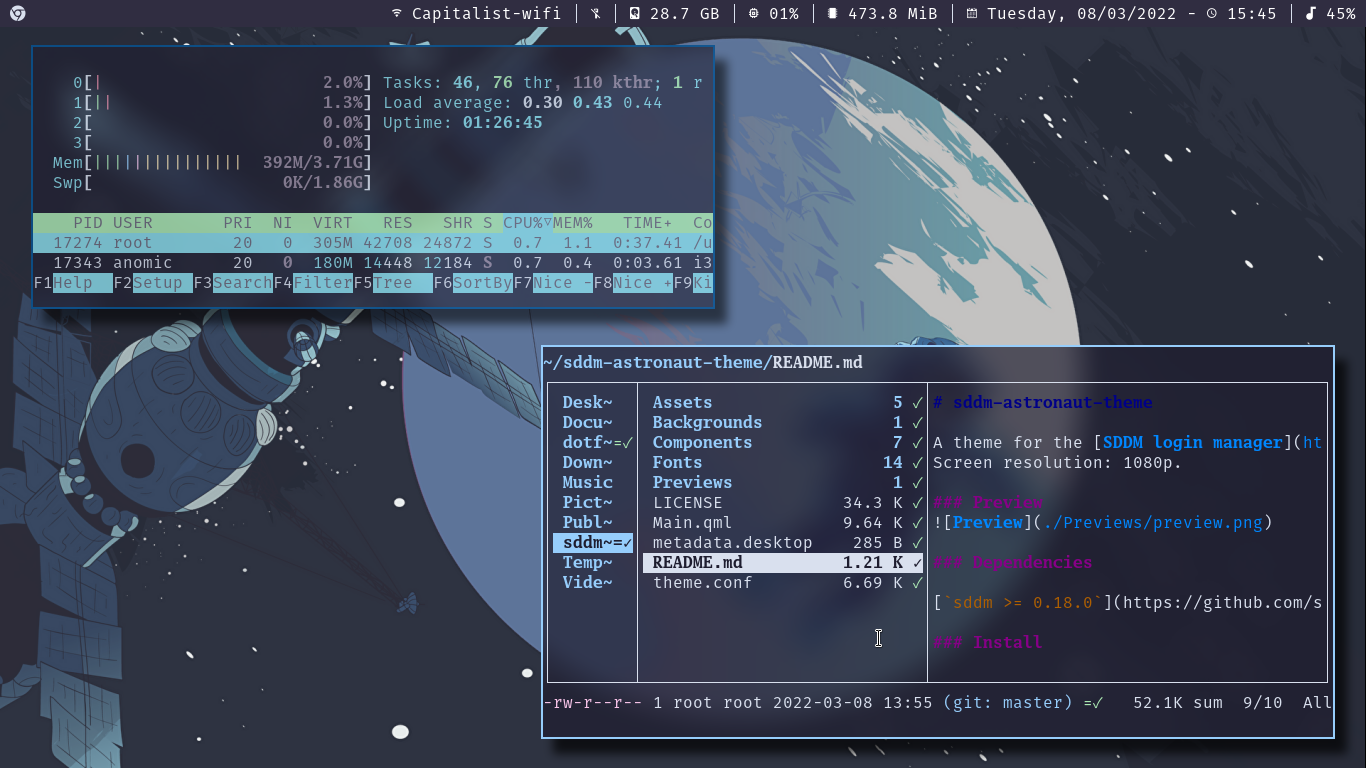 Capitalist-wifi | | 28.7 GB | 01% | 473.8 MiB | Tuesday, 08/03/2022 - 15:45 | 45%
0[| 2.0%] Tasks: 46, 76 thr, 110 kthr; 1 r
1[|| 1.3%] Load average: 0.30 0.43 0.44
2[ 0.0%] Uptime: 01:26:45
3[ 0.0%]
Mem[||||||||||||||| 392M/3.71G]
Swp[ 0K/1.86G]
PID USER PRI NI VIRT RES SHR S CPU%▽MEM% TIME+ Co
17274 root 20 0 305M 42708 24872 S 0.7 1.1 0:37.41 /u
17343 anomic 20 0 180M 14448 12184 S 0.7 0.4 0:03.61 i3
F1Help F2Setup F3SearchF4FilterF5Tree F6SortByF7Nice -F8Nice +F9Ki
~/sddm-astronaut-theme/README.md
Desk~
Docu~
dotf~=✓
Down~
Music
Pict~
Publ~
sddm~=✓
Temp~
Vide~
Assets 5 ✓
Backgrounds 1 ✓
Components 7 ✓
Fonts 14 ✓
Previews 1 ✓
LICENSE 34.3 K ✓
Main.qml 9.64 K ✓
metadata.desktop 285 B ✓
README.md 1.21 K ✓
theme.conf 6.69 K ✓
# sddm-astronaut-theme
A theme for the [SDDM login manager](ht
Screen resolution: 1080p.
### Preview
![Preview](./Previews/preview.png)
### Dependencies
[`sddm >= 0.18.0`](https://github.com/s
### Install
-rw-r--r-- 1 root root 2022-03-08 13:55 (git: master) =✓ 52.1K sum 9/10 All